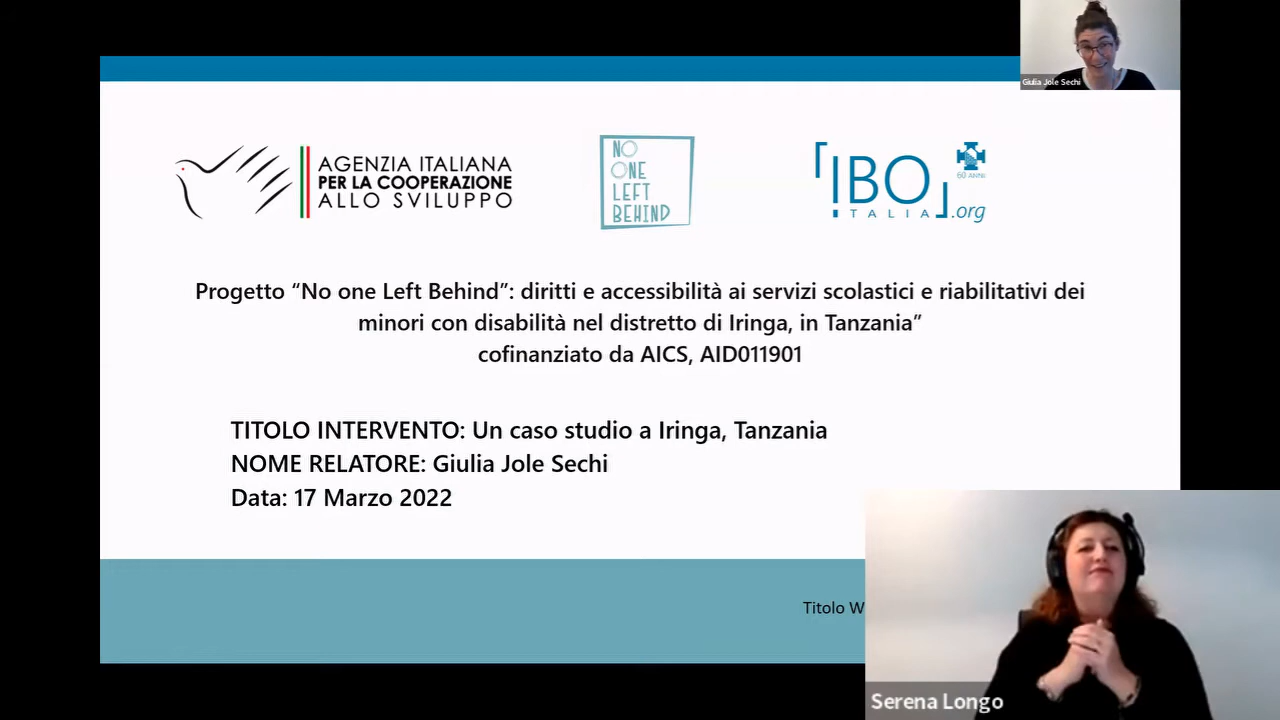 Giulia Jole Sechi
AGENZIA ITALIANA
PER LA COOPERAZIONE
ALLO SVILUPPO
NO
ONE
LEFT
BEHIND
IBO
ITALIA
.org
60 ANNI
Progetto “No one Left Behind”: diritti e accessibilità ai servizi scolastici e riabilitativi dei
minori con disabilità nel distretto di Iringa, in Tanzania”
cofinanziato da AICS, AID011901
TITOLO INTERVENTO: Un caso studio a Iringa, Tanzania
NOME RELATORE: Giulia Jole Sechi
Data: 17 Marzo 2022
Titolo W
Serena Longo